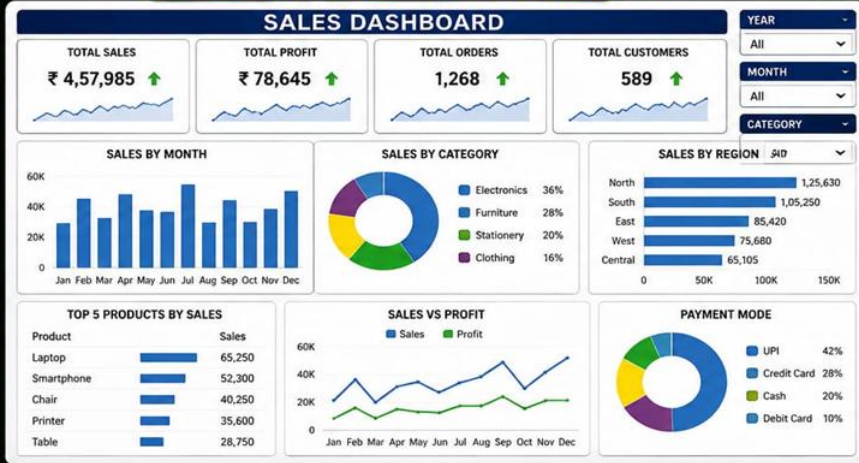 SALES DASHBOARD
YEAR
All
MONTH
All
CATEGORY
TOTAL SALES
₹ 4,57,985
TOTAL PROFIT
₹ 78,645
TOTAL ORDERS
1,268
TOTAL CUSTOMERS
589
SALES BY MONTH
60K
40K
20K
0
Jan Feb Mar Apr May Jun Jul Aug Sep Oct Nov Dec
SALES BY CATEGORY
Electronics 36%
Furniture 28%
Stationery 20%
Clothing 16%
SALES BY REGION
North 1,25,630
South 1,05,250
East 85,420
West 75,680
Central 65,105
0 50K 100K 150K
TOP 5 PRODUCTS BY SALES
Product Sales
Laptop 65,250
Smartphone 52,300
Chair 40,250
Printer 35,600
Table 28,750
SALES VS PROFIT
Sales Profit
60K
40K
20K
0
Jan Feb Mar Apr May Jun Jul Aug Sep Oct Nov Dec
PAYMENT MODE
UPI 42%
Credit Card 28%
Cash 20%
Debit Card 10%